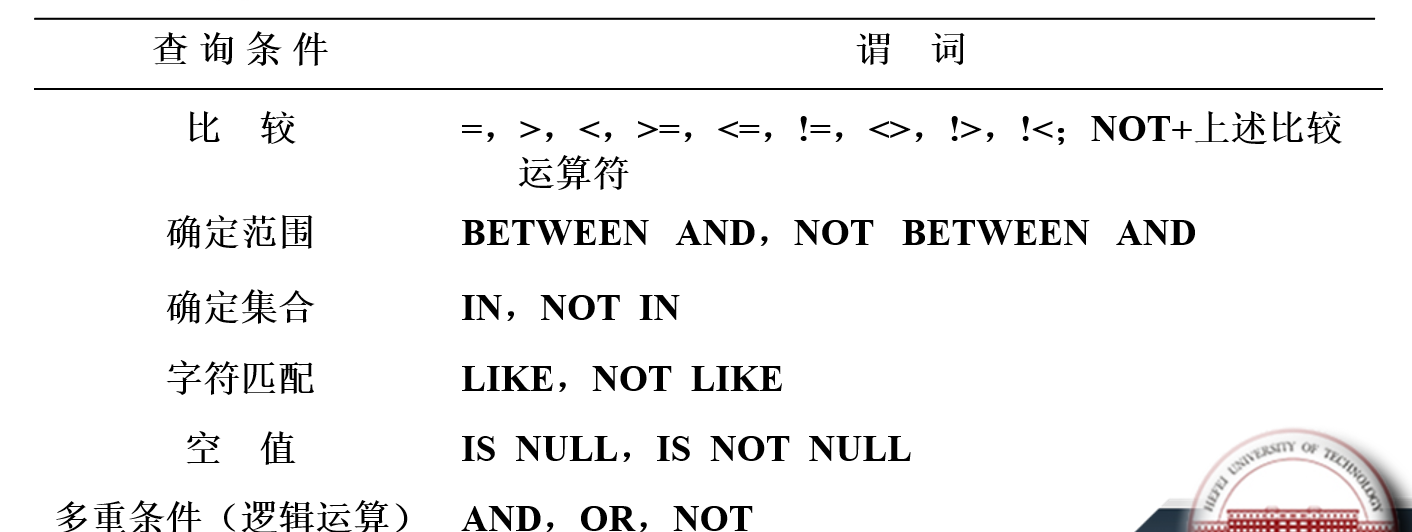 查询条件 谓 词
比 较 =，>，<，>=，<=，!=，<>，!>，!<；NOT+上述比较
运算符
确定范围 BETWEEN AND，NOT BETWEEN AND
确定集合 IN，NOT IN
字符匹配 LIKE，NOT LIKE
空 值 IS NULL，IS NOT NULL
多重条件（逻辑运算） AND，OR，NOT
HEFEI UNIVERSITY OF TECHNOLOGY